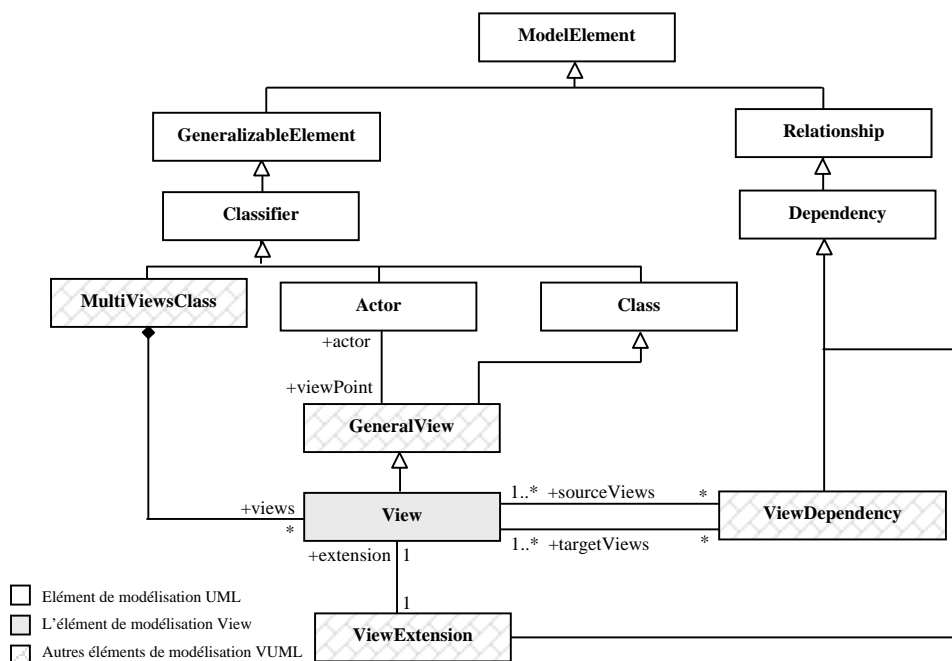 ModelElement
GeneralizableElement
Relationship
Classifier
Dependency
MultiViewsClass
Actor
Class
+actor
+viewPoint
GeneralView
+views
*
View
1..* +sourceViews *
1..* +targetViews *
ViewDependency
+extension 1
1
ViewExtension
Elément de modélisation UML
L'élément de modélisation View
Autres éléments de modélisation VUML